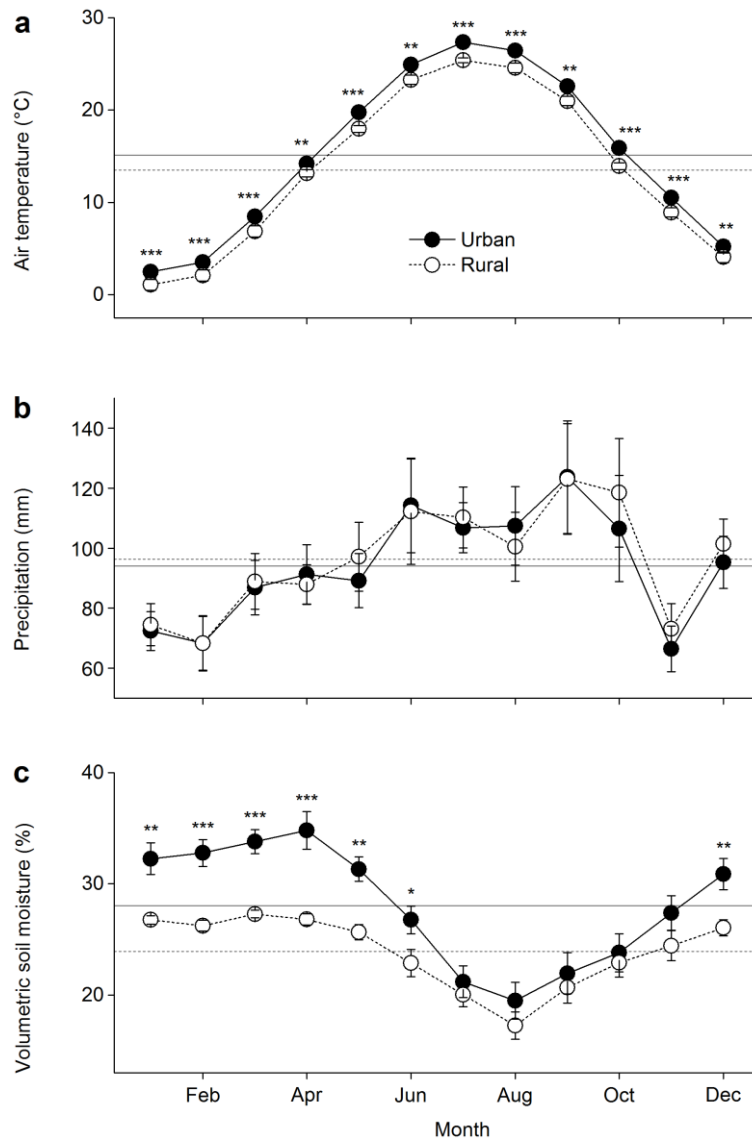 a
30
20
10
0
Air temperature (°C)
*** *** *** ** *** ** *** *** ** *** *** **
Urban
Rural
b
140
120
100
80
60
Precipitation (mm)
c
40
30
20
Volumetric soil moisture (%)
** *** *** *** ** * **
Feb Apr Jun Aug Oct Dec
Month